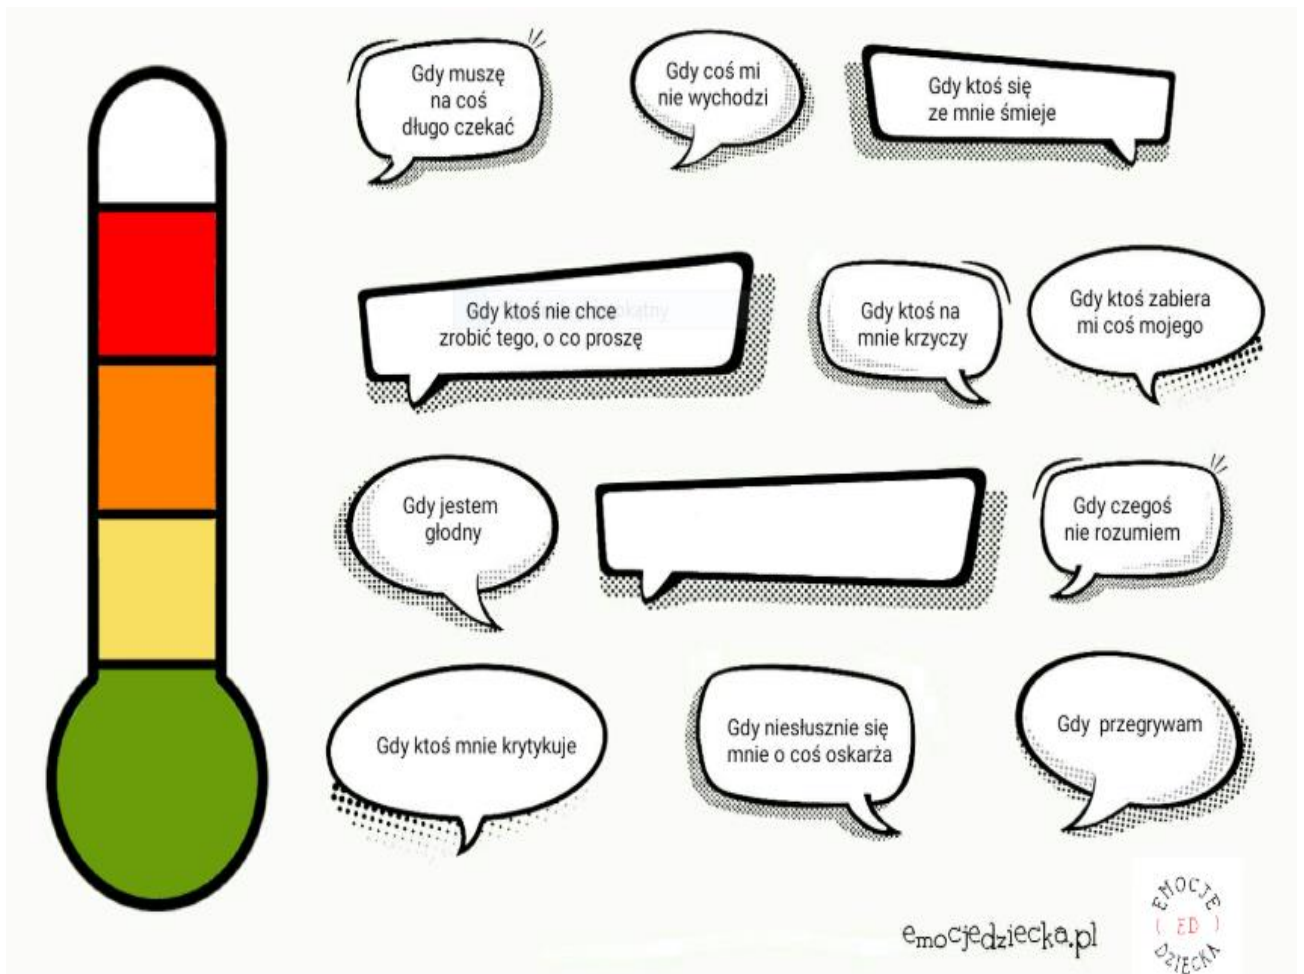 Gdy muszę
na coś
długo czekać
Gdy coś mi
nie wychodzi
Gdy ktoś się
ze mnie śmieje
Gdy ktoś nie chce
zrobić tego, o co proszę
Gdy ktoś na
mnie krzyczy
Gdy ktoś zabiera
mi coś mojego
Gdy jestem
głodny
Gdy czegoś
nie rozumiem
Gdy ktoś mnie krytykuje
Gdy niesłusznie się
mnie o coś oskarża
Gdy przegrywam
emocjedziecka.pl
EMOCJE
( ED )
DZIECKA